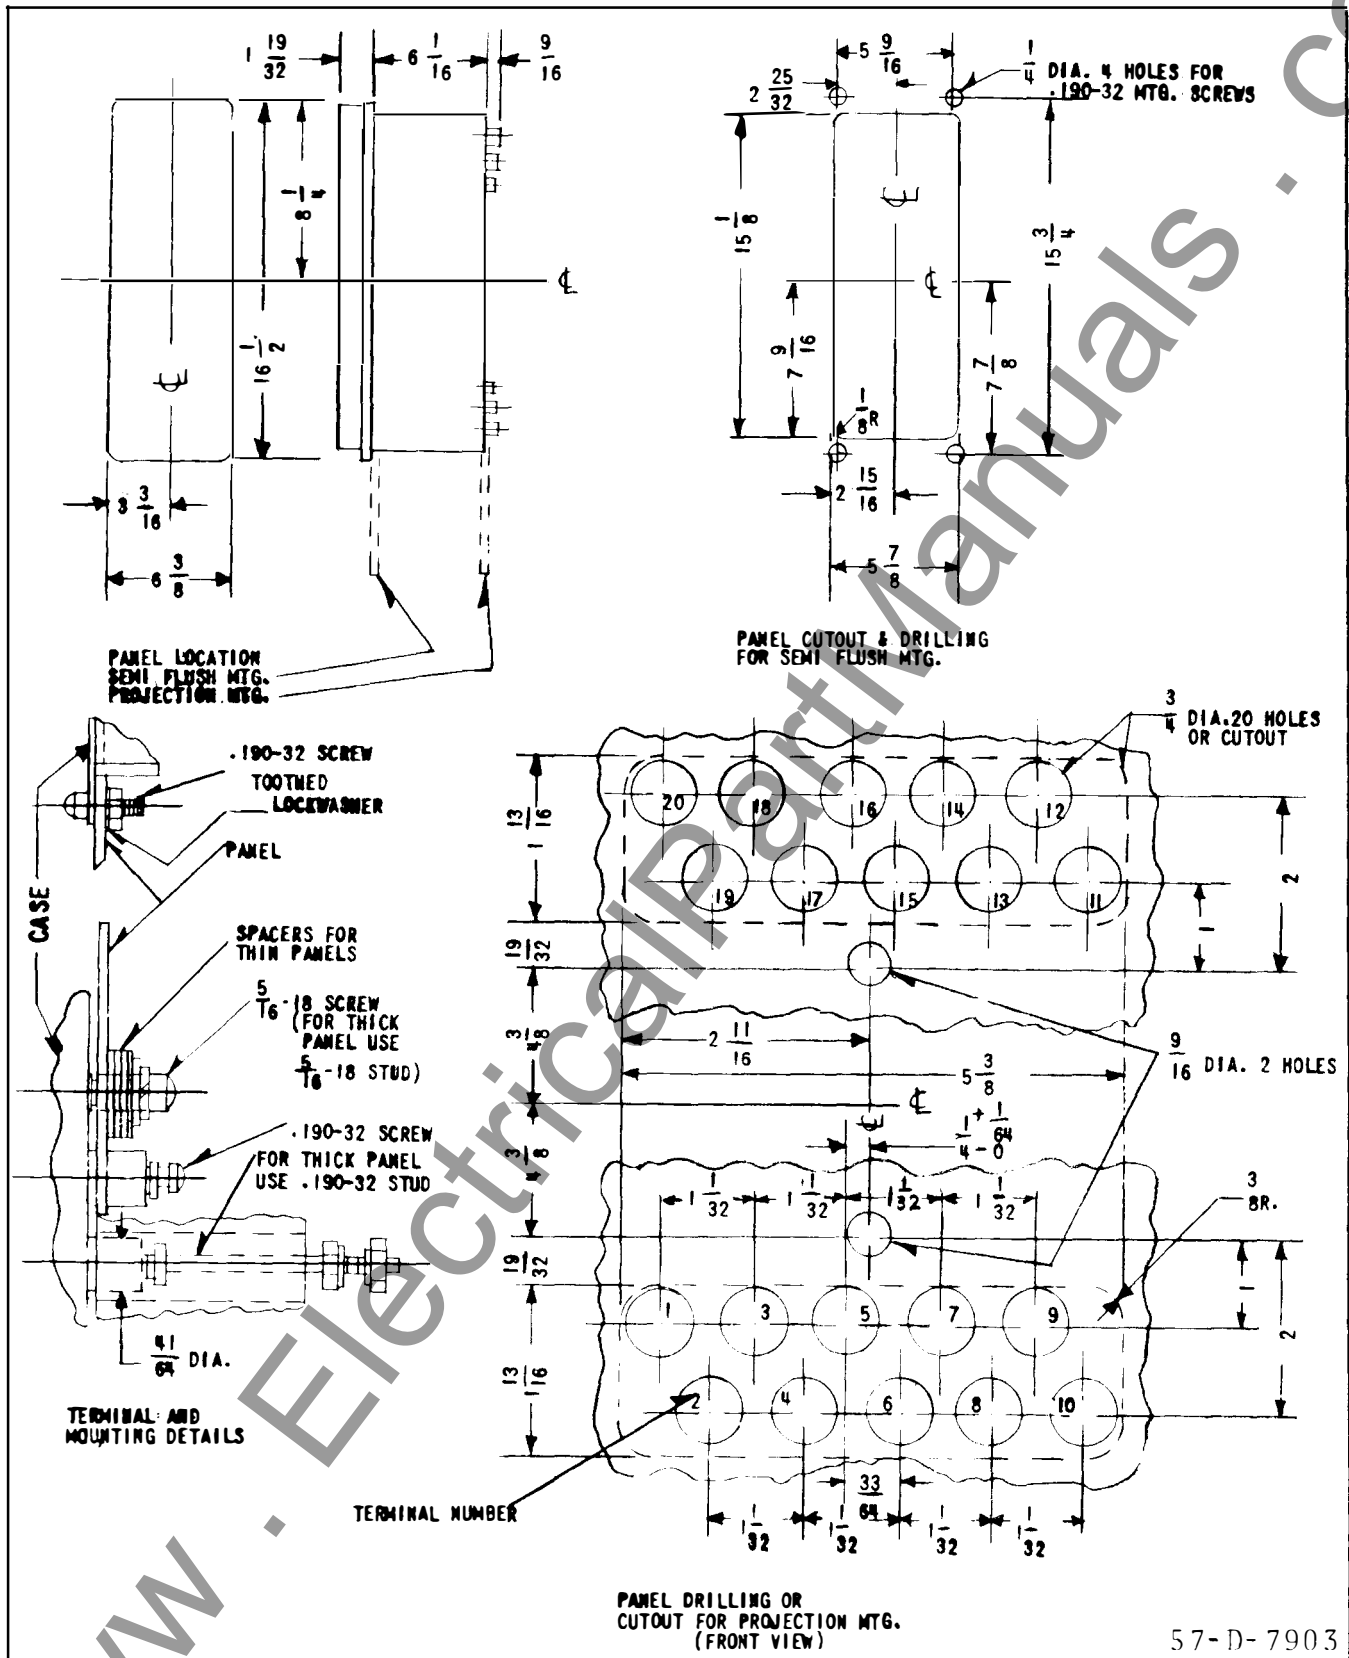 1 19/32
6 1/16
9/16
8 1/4
16 1/2
3 3/16
6 3/8
PANEL LOCATION
SEMI FLUSH MTG.
PROJECTION MTG.
5 9/16
2 25/32
1/4 DIA. 4 HOLES FOR
.190-32 MTG. SCREWS
15 1/8
15 3/4
7 9/16
7 7/8
1/8 R
2 15/16
5 7/8
PANEL CUTOUT & DRILLING
FOR SEMI FLUSH MTG.
.190-32 SCREW
TOOTHED
LOCKWASHER
PANEL
CASE
SPACERS FOR
THIN PANELS
5/16-18 SCREW
(FOR THICK
PANEL USE
5/16-18 STUD)
.190-32 SCREW
FOR THICK PANEL
USE .190-32 STUD
41/64 DIA.
TERMINAL AND
MOUNTING DETAILS
3/4 DIA.20 HOLES
OR CUTOUT
20 18 16 14 12
19 17 15 13 11
1 13/16
19/32
2
1
2 11/16
5 3/8
9/16 DIA. 2 HOLES
1/4 + 1/64 - 0
1 1/32 1 1/32 1 1/32 1 1/32
3/8R.
19/32
1 3 5 7 9
2 4 6 8 10
1 13/16
1
2
33/64
1 1/32 1 1/32 1 1/32 1 1/32
TERMINAL NUMBER
PANEL DRILLING OR
CUTOUT FOR PROJECTION MTG.
(FRONT VIEW)
57-D-7903
w . ElectricalPartManuals . co